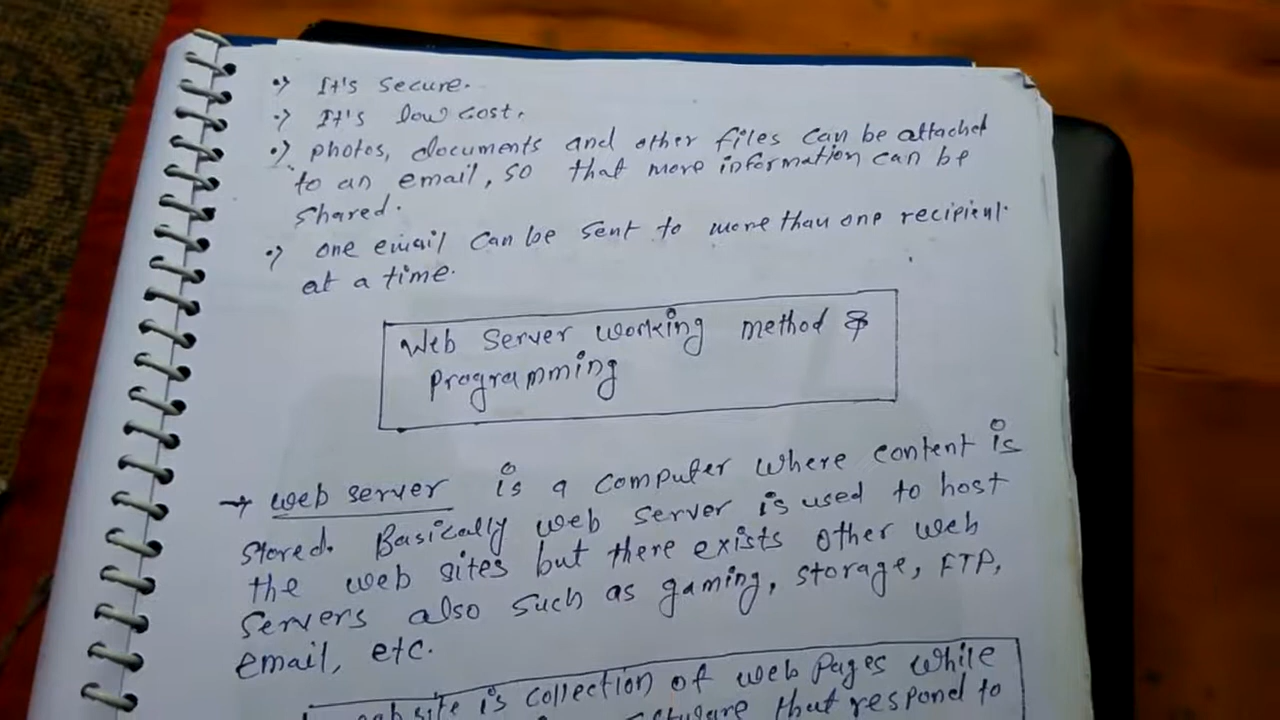 •) It's secure.
•) It's low cost.
•) photos, documents and other files can be attached
to an email, so that more information can be
shared.
•) one email can be sent to more than one recipient.
at a time.
Web Server working method &
programming
→ web server is a computer where content is
stored. Basically web server is used to host
the web sites but there exists other web
servers also such as gaming, storage, FTP,
email, etc.
site is collection of web pages while
that respond to